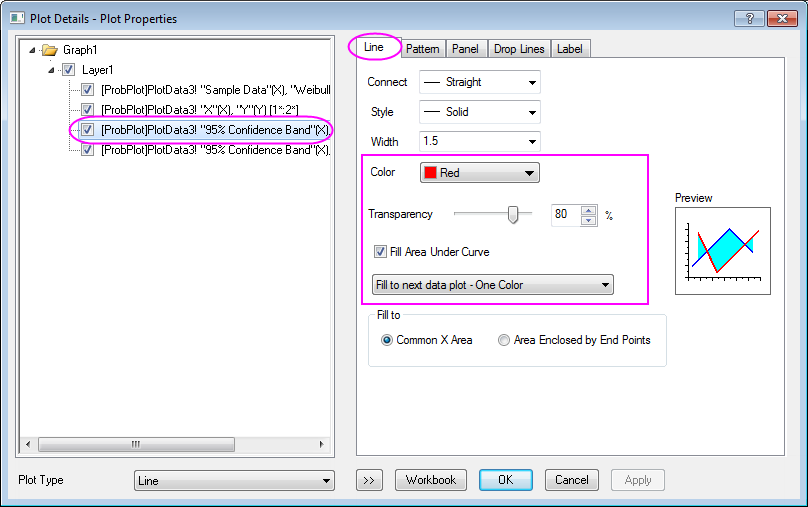 Plot Details - Plot Properties
Graph1
Layer1
[ProbPlot]PlotData3! "Sample Data"(X), "Weibull
[ProbPlot]PlotData3! "X"(X), "Y"(Y) [1*:2*]
[ProbPlot]PlotData3! "95% Confidence Band"(X)
[ProbPlot]PlotData3! "95% Confidence Band"(X),
Plot Type
Line
Line
Pattern
Panel
Drop Lines
Label
Connect
Straight
Style
Solid
Width
1.5
Color
Red
Transparency
80
%
Fill Area Under Curve
Fill to next data plot - One Color
Fill to
Common X Area
Area Enclosed by End Points
Preview
>>
Workbook
OK
Cancel
Apply